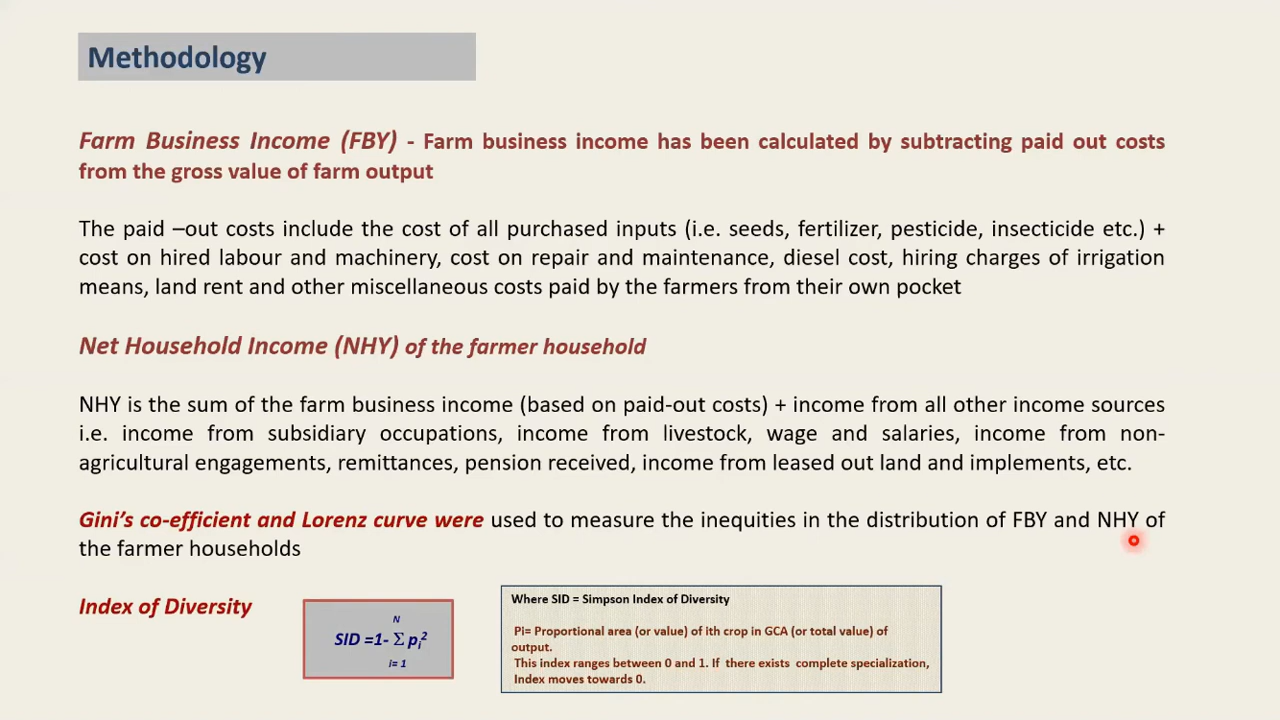 Methodology
Farm Business Income (FBY) - Farm business income has been calculated by subtracting paid out costs
from the gross value of farm output
The paid –out costs include the cost of all purchased inputs (i.e. seeds, fertilizer, pesticide, insecticide etc.) +
cost on hired labour and machinery, cost on repair and maintenance, diesel cost, hiring charges of irrigation
means, land rent and other miscellaneous costs paid by the farmers from their own pocket
Net Household Income (NHY) of the farmer household
NHY is the sum of the farm business income (based on paid-out costs) + income from all other income sources
i.e. income from subsidiary occupations, income from livestock, wage and salaries, income from non-
agricultural engagements, remittances, pension received, income from leased out land and implements, etc.
Gini’s co-efficient and Lorenz curve were used to measure the inequities in the distribution of FBY and NHY of
the farmer households
Index of Diversity
N
SID =1- Σ pi²
i= 1
Where SID = Simpson Index of Diversity
Pi= Proportional area (or value) of ith crop in GCA (or total value) of
output.
This index ranges between 0 and 1. If there exists complete specialization,
Index moves towards 0.